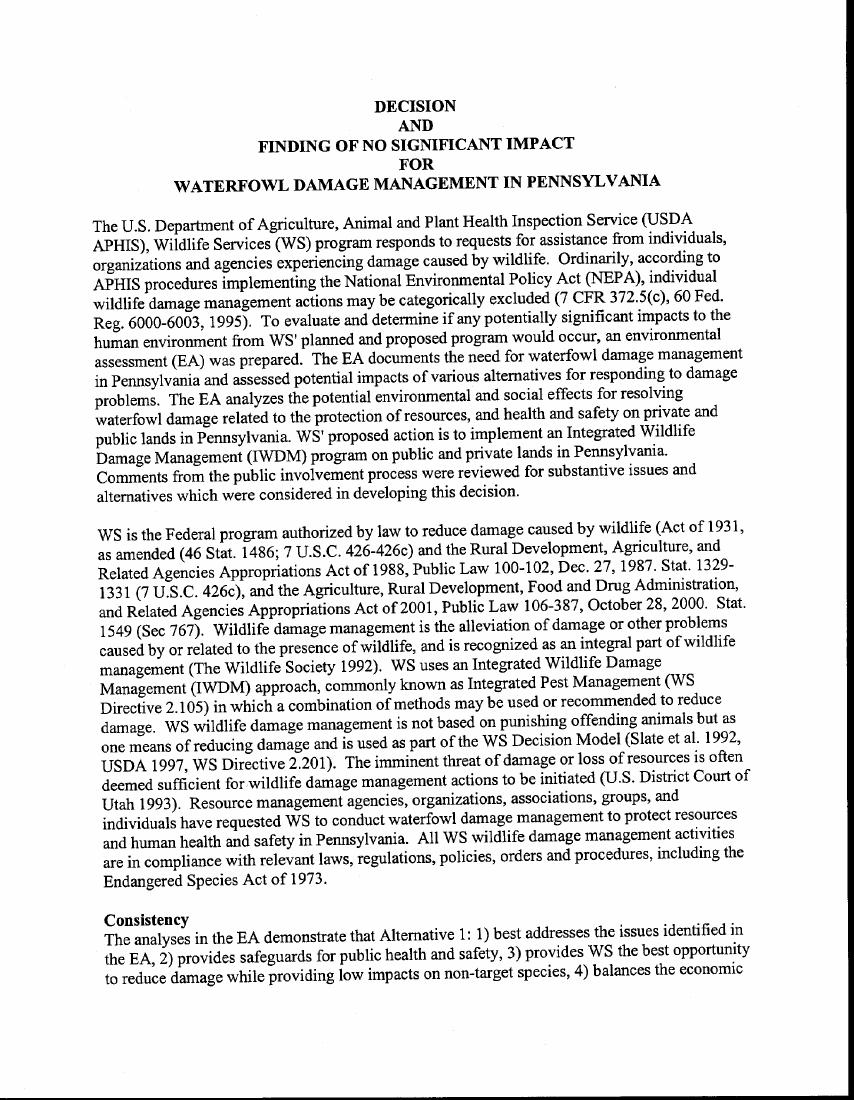 DECISION
AND
FINDING OF NO SIGNIFICANT IMPACT
FOR
WATERFOWL DAMAGE MANAGEMENT IN PENNSYLVANIA
The U.S. Department of Agriculture, Animal and Plant Health Inspection Service (USDA
APHIS), Wildlife Services (WS) program responds to requests for assistance from individuals,
organizations and agencies experiencing damage caused by wildlife.  Ordinarily, according to
APHIS procedures implementing the National Environmental Policy Act (NEPA), individual
wildlife damage management actions may be categorically excluded (7 CFR 372.5(c), 60 Fed.
Reg. 6000-6003, 1995).  To evaluate and determine if any potentially significant impacts to the
human environment from WS' planned and proposed program would occur, an environmental
assessment (EA) was prepared.  The EA documents the need for waterfowl damage management
in Pennsylvania and assessed potential impacts of various alternatives for responding to damage
problems.  The EA analyzes the potential environmental and social effects for resolving
waterfowl damage related to the protection of resources, and health and safety on private and
public lands in Pennsylvania. WS' proposed action is to implement an Integrated Wildlife
Damage Management (IWDM) program on public and private lands in Pennsylvania.
Comments from the public involvement process were reviewed for substantive issues and
alternatives which were considered in developing this decision.
WS is the Federal program authorized by law to reduce damage caused by wildlife (Act of 1931,
as amended (46 Stat. 1486; 7 U.S.C. 426-426c) and the Rural Development, Agriculture, and
Related Agencies Appropriations Act of 1988, Public Law 100-102, Dec. 27, 1987. Stat. 1329-
1331 (7 U.S.C. 426c), and the Agriculture, Rural Development, Food and Drug Administration,
and Related Agencies Appropriations Act of 2001, Public Law 106-387, October 28, 2000.  Stat.
1549 (Sec 767).  Wildlife damage management is the alleviation of damage or other problems
caused by or related to the presence of wildlife, and is recognized as an integral part of wildlife
management (The Wildlife Society 1992).  WS uses an Integrated Wildlife Damage
Management (IWDM) approach, commonly known as Integrated Pest Management (WS
Directive 2.105) in which a combination of methods may be used or recommended to reduce
damage.  WS wildlife damage management is not based on punishing offending animals but as
one means of reducing damage and is used as part of the WS Decision Model (Slate et al. 1992,
USDA 1997, WS Directive 2.201).  The imminent threat of damage or loss of resources is often
deemed sufficient for wildlife damage management actions to be initiated (U.S. District Court of
Utah 1993).  Resource management agencies, organizations, associations, groups, and
individuals have requested WS to conduct waterfowl damage management to protect resources
and human health and safety in Pennsylvania.  All WS wildlife damage management activities
are in compliance with relevant laws, regulations, policies, orders and procedures, including the
Endangered Species Act of 1973.
Consistency
The analyses in the EA demonstrate that Alternative 1: 1) best addresses the issues identified in
the EA, 2) provides safeguards for public health and safety, 3) provides WS the best opportunity
to reduce damage while providing low impacts on non-target species, 4) balances the economic